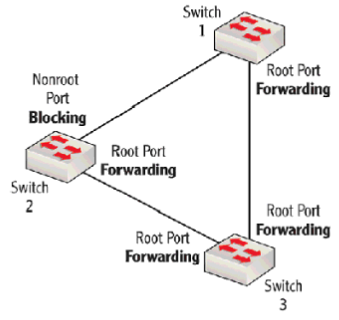 Switch
1
Root Port
Forwarding
Nonroot
Port
Blocking
Root Port
Forwarding
Switch
2
Root Port
Forwarding
Root Port
Forwarding
Switch
3